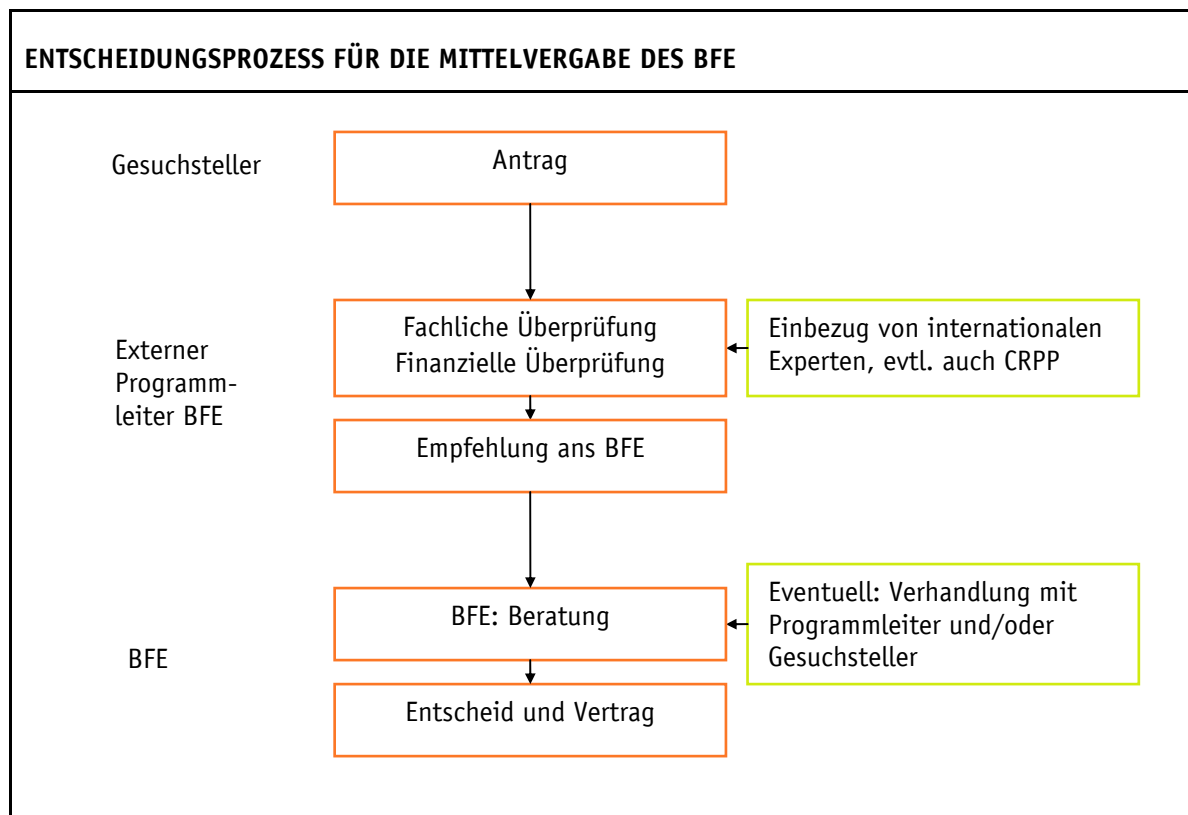 ENTSCHEIDUNGSPROZESS FÜR DIE MITTELVERGABE DES BFE
Gesuchsteller
Antrag
Externer
Programm-
leiter BFE
Fachliche Überprüfung
Finanzielle Überprüfung
Einbezug von internationalen
Experten, evtl. auch CRPP
Empfehlung ans BFE
BFE
BFE: Beratung
Eventuell: Verhandlung mit
Programmleiter und/oder
Gesuchsteller
Entscheid und Vertrag